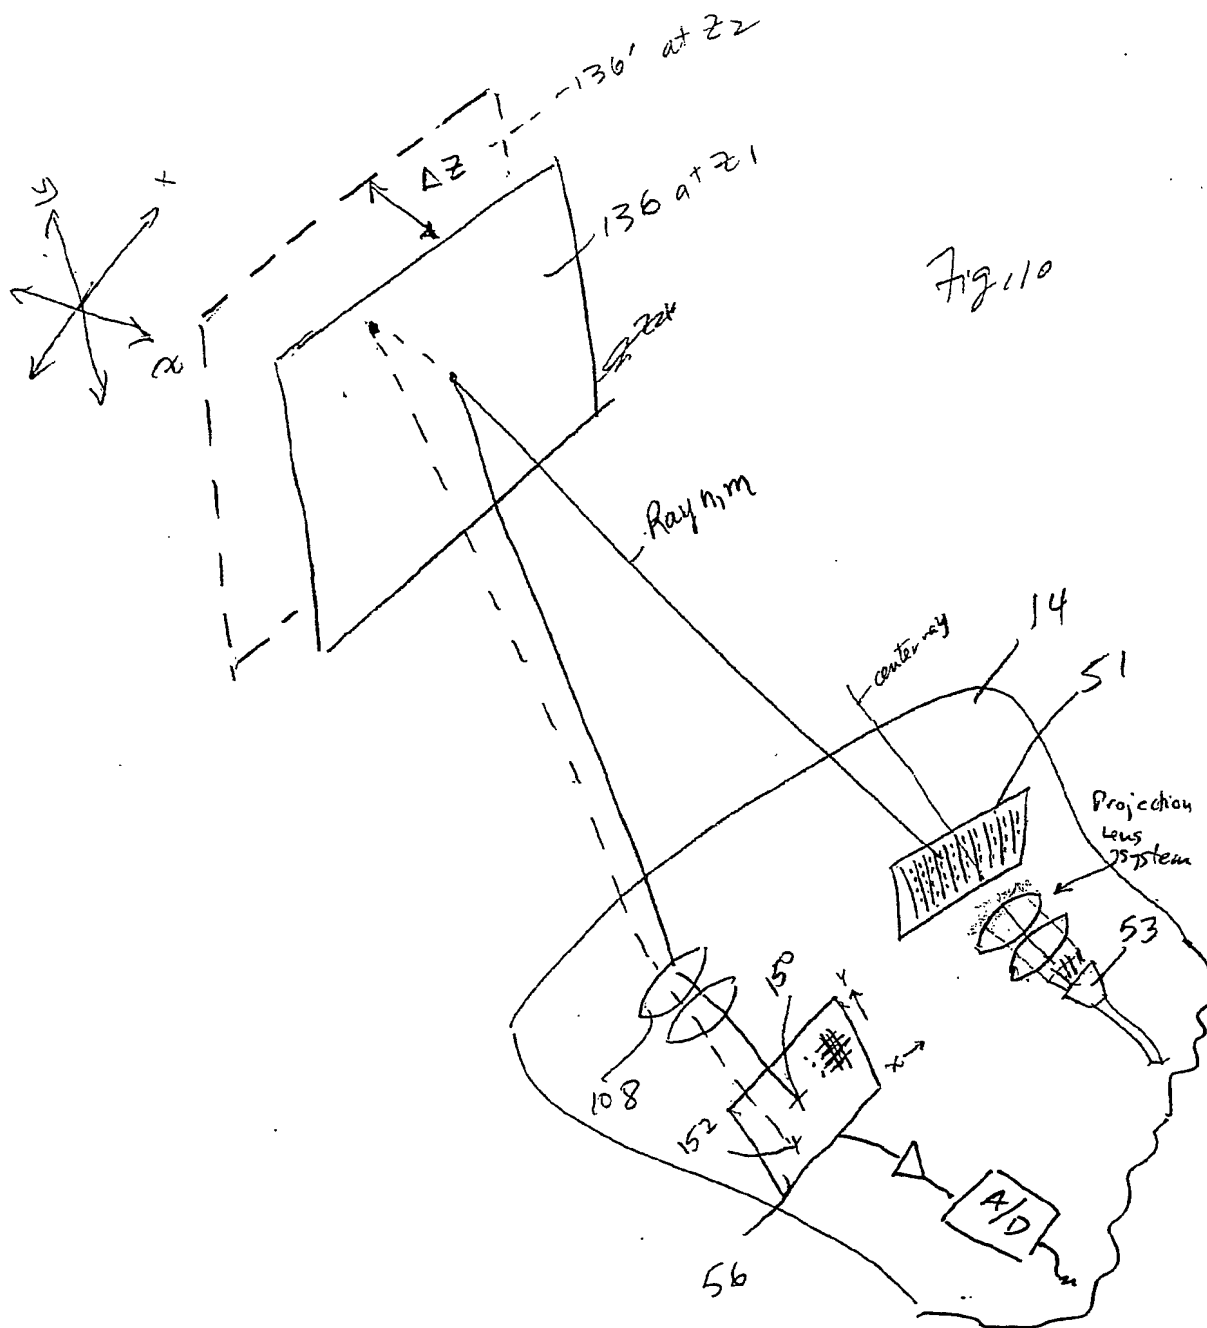 136' at Z2
ΔZ
136 at Z1
y
Fig. 10
Ray n,m
center ray
14
51
Projection
Lens
System
53
150
Y
X
108
152
A/D
56